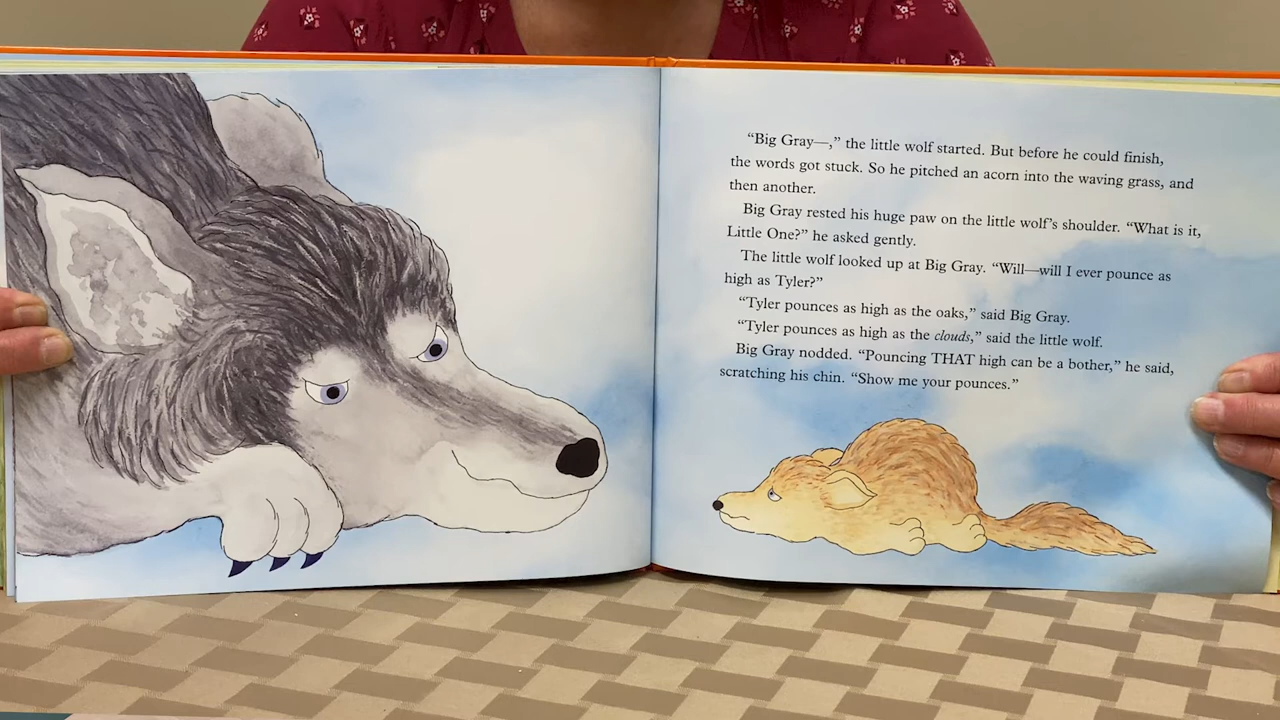 “Big Gray—,” the little wolf started. But before he could finish,
the words got stuck. So he pitched an acorn into the waving grass, and
then another.
Big Gray rested his huge paw on the little wolf’s shoulder. “What is it,
Little One?” he asked gently.
The little wolf looked up at Big Gray. “Will—will I ever pounce as
high as Tyler?”
“Tyler pounces as high as the oaks,” said Big Gray.
“Tyler pounces as high as the clouds,” said the little wolf.
Big Gray nodded. “Pouncing THAT high can be a bother,” he said,
scratching his chin. “Show me your pounces.”